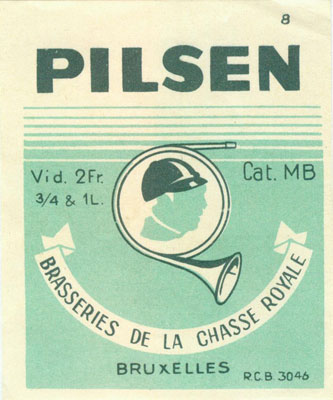 8
PILSEN
Vid. 2Fr.
3/4 & 1L.
Cat. MB
BRASSERIES DE LA CHASSE ROYALE
BRUXELLES
R.C.B. 3046